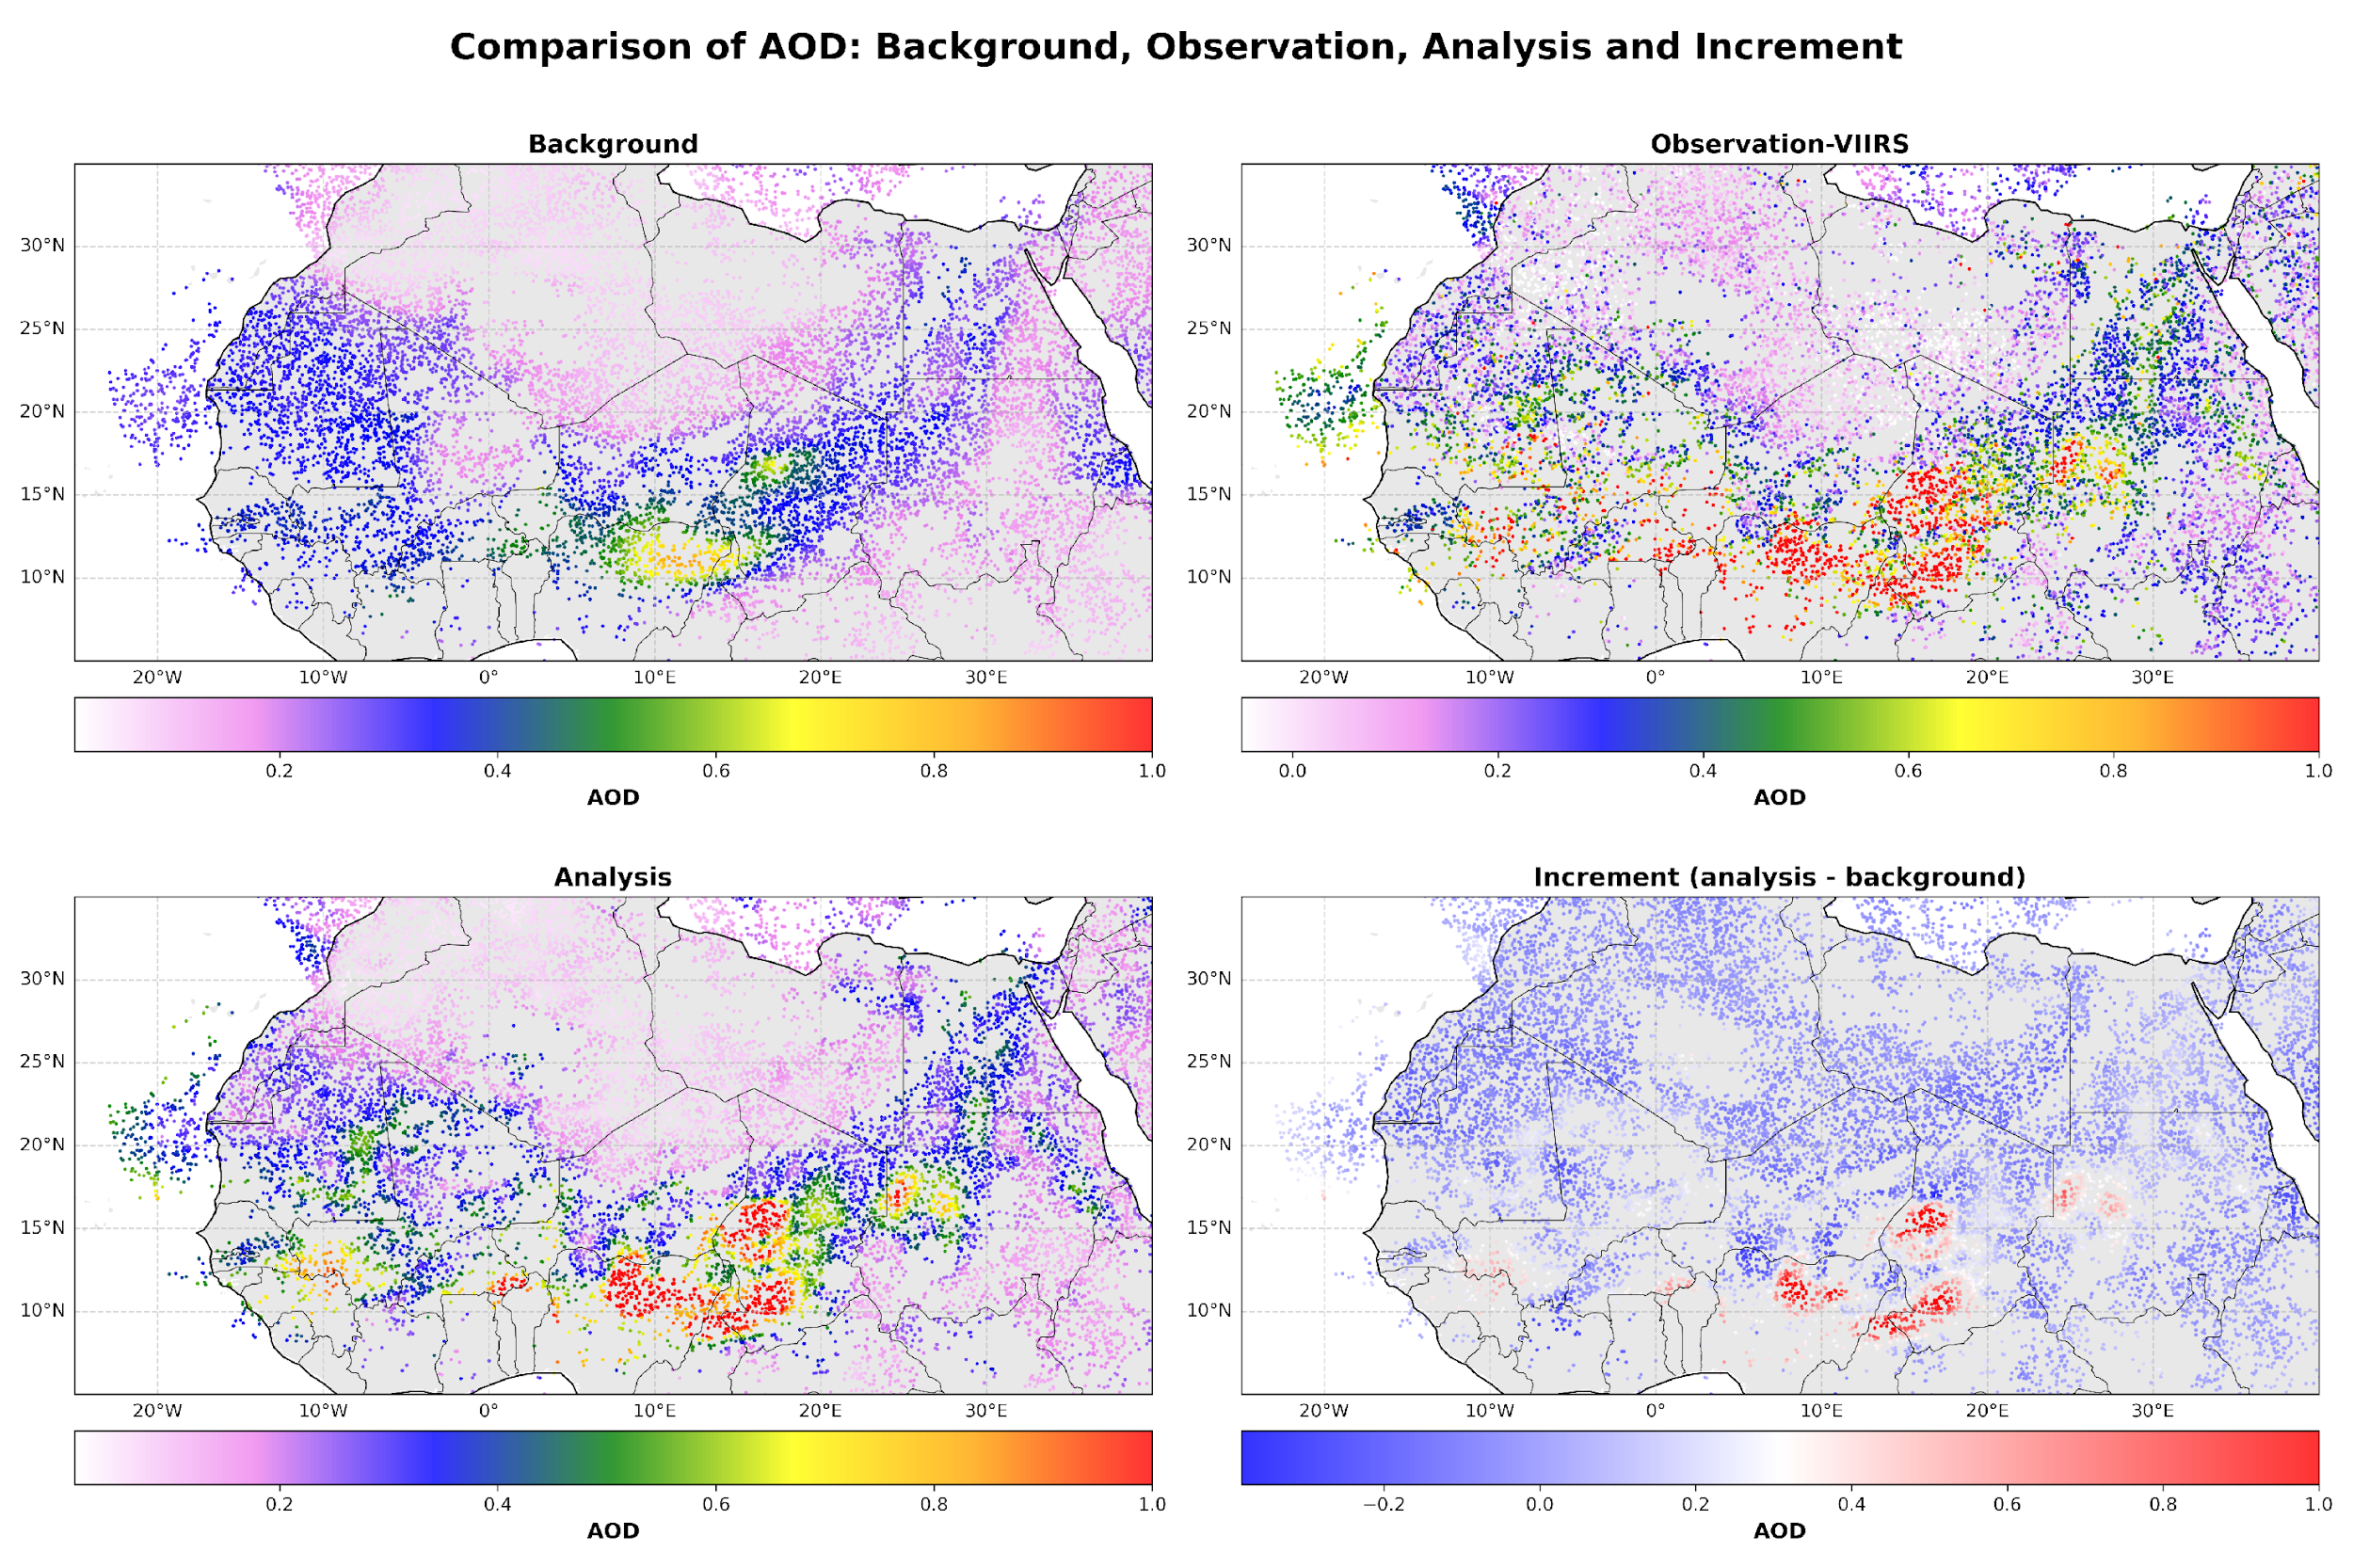 Comparison of AOD: Background, Observation, Analysis and Increment
Background
30°N
25°N
20°N
15°N
10°N
20°W 10°W 0° 10°E 20°E 30°E
0.2 0.4 0.6 0.8 1.0
AOD
Observation-VIIRS
30°N
25°N
20°N
15°N
10°N
20°W 10°W 0° 10°E 20°E 30°E
0.0 0.2 0.4 0.6 0.8 1.0
AOD
Analysis
30°N
25°N
20°N
15°N
10°N
20°W 10°W 0° 10°E 20°E 30°E
0.2 0.4 0.6 0.8 1.0
AOD
Increment (analysis - background)
30°N
25°N
20°N
15°N
10°N
20°W 10°W 0° 10°E 20°E 30°E
−0.2 0.0 0.2 0.4 0.6 0.8 1.0
AOD